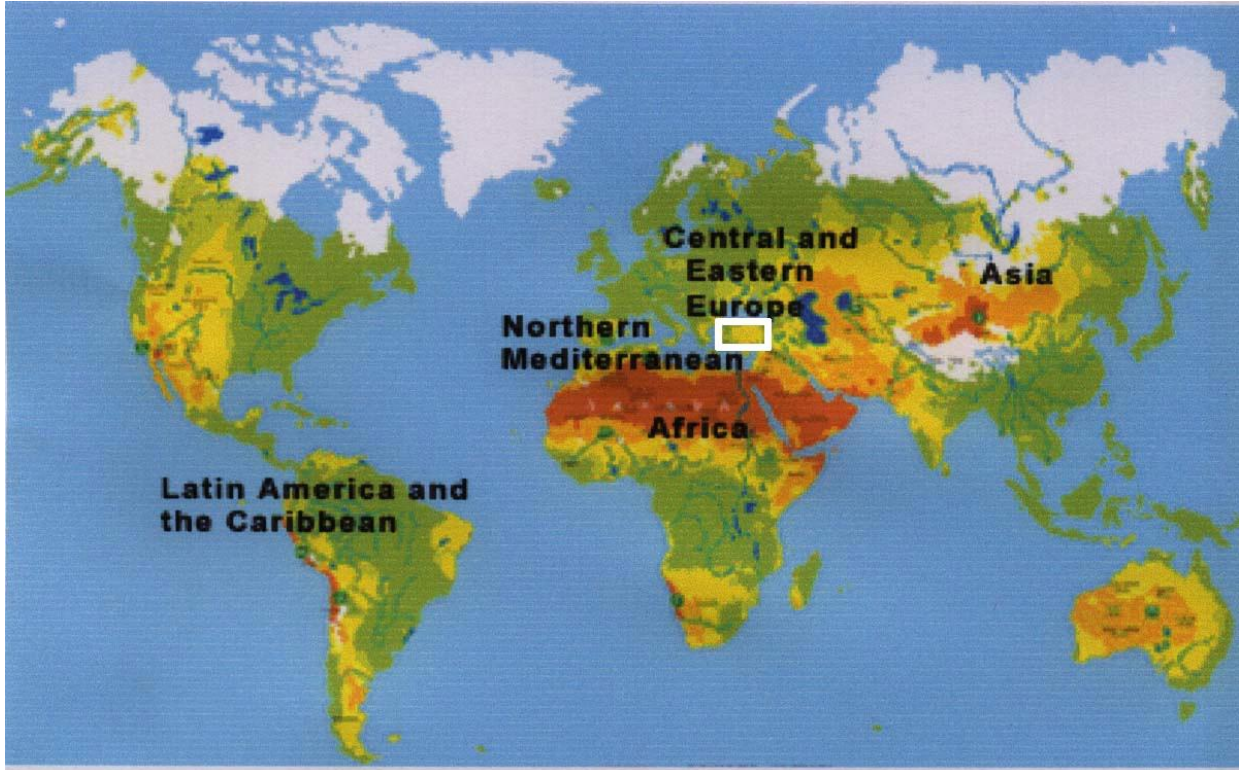 Central and
Eastern
Europe
Asia
Northern
Mediterranean
Africa
Latin America and
the Caribbean